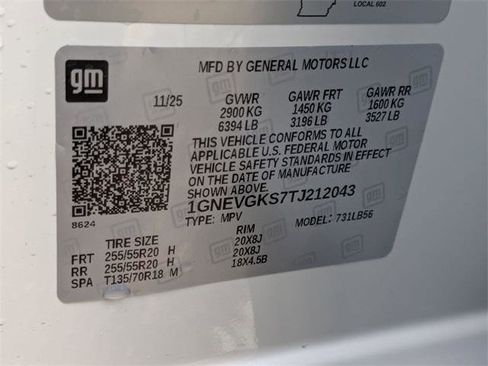 LOCAL 602
gm
MFD BY GENERAL MOTORS LLC
11/25 GVWR GAWR FRT GAWR RR
2900 KG 1450 KG 1600 KG
6394 LB 3196 LB 3527 LB
THIS VEHICLE CONFORMS TO ALL
APPLICABLE U.S. FEDERAL MOTOR
VEHICLE SAFETY STANDARDS IN EFFECT
ON THE DATE OF MANUFACTURE
1GNEVGKS7TJ212043
8624
TYPE: MPV MODEL: 731LB56
TIRE SIZE RIM
FRT 255/55R20 H 20X8J
RR 255/55R20 H 20X8J
SPA T135/70R18 M 18X4.5B